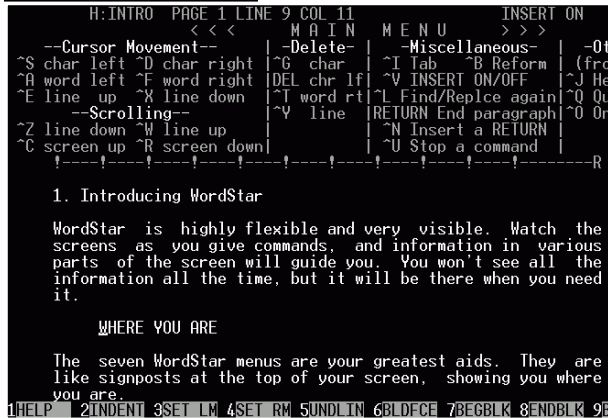 H:INTRO PAGE 1 LINE 9 COL 11 INSERT ON
< < < M A I N M E N U > > >
--Cursor Movement-- | -Delete- | -Miscellaneous- |
^S char left ^D char right |^G char | ^I Tab ^B Reform |
^A word left ^F word right |DEL chr lf| ^V INSERT ON/OFF |
^E line up ^X line down |^T word rt|^L Find/Replce again|
--Scrolling-- |^Y line |RETURN End paragraph|
^Z line down ^W line up | | ^N Insert a RETURN |
^C screen up ^R screen down| | ^U Stop a command |
!----!----!----!----!----!----!----!----!----!--------R
1. Introducing WordStar
WordStar is highly flexible and very visible. Watch the
screens as you give commands, and information in various
parts of the screen will guide you. You won't see all the
information all the time, but it will be there when you need
it.
WHERE YOU ARE
The seven WordStar menus are your greatest aids. They are
like signposts at the top of your screen, showing you where
you are.
1HELP 2INDENT 3SET LM 4SET RM 5UNDLIN 6BLDFCE 7BEGBLK 8ENDBLK 9